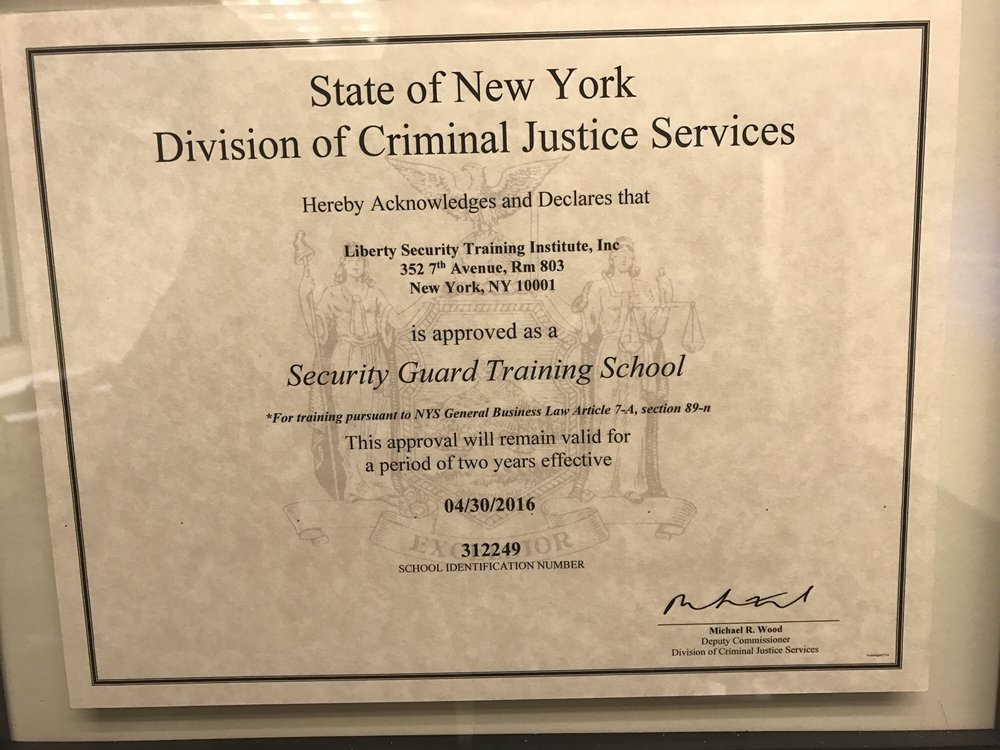 State of New York
Division of Criminal Justice Services
Hereby Acknowledges and Declares that
Liberty Security Training Institute, Inc
352 7th Avenue, Rm 803
New York, NY 10001
is approved as a
Security Guard Training School
*For training pursuant to NYS General Business Law Article 7-A, section 89-n
This approval will remain valid for
a period of two years effective
04/30/2016
312249
SCHOOL IDENTIFICATION NUMBER
Michael R. Wood
Deputy Commissioner
Division of Criminal Justice Services